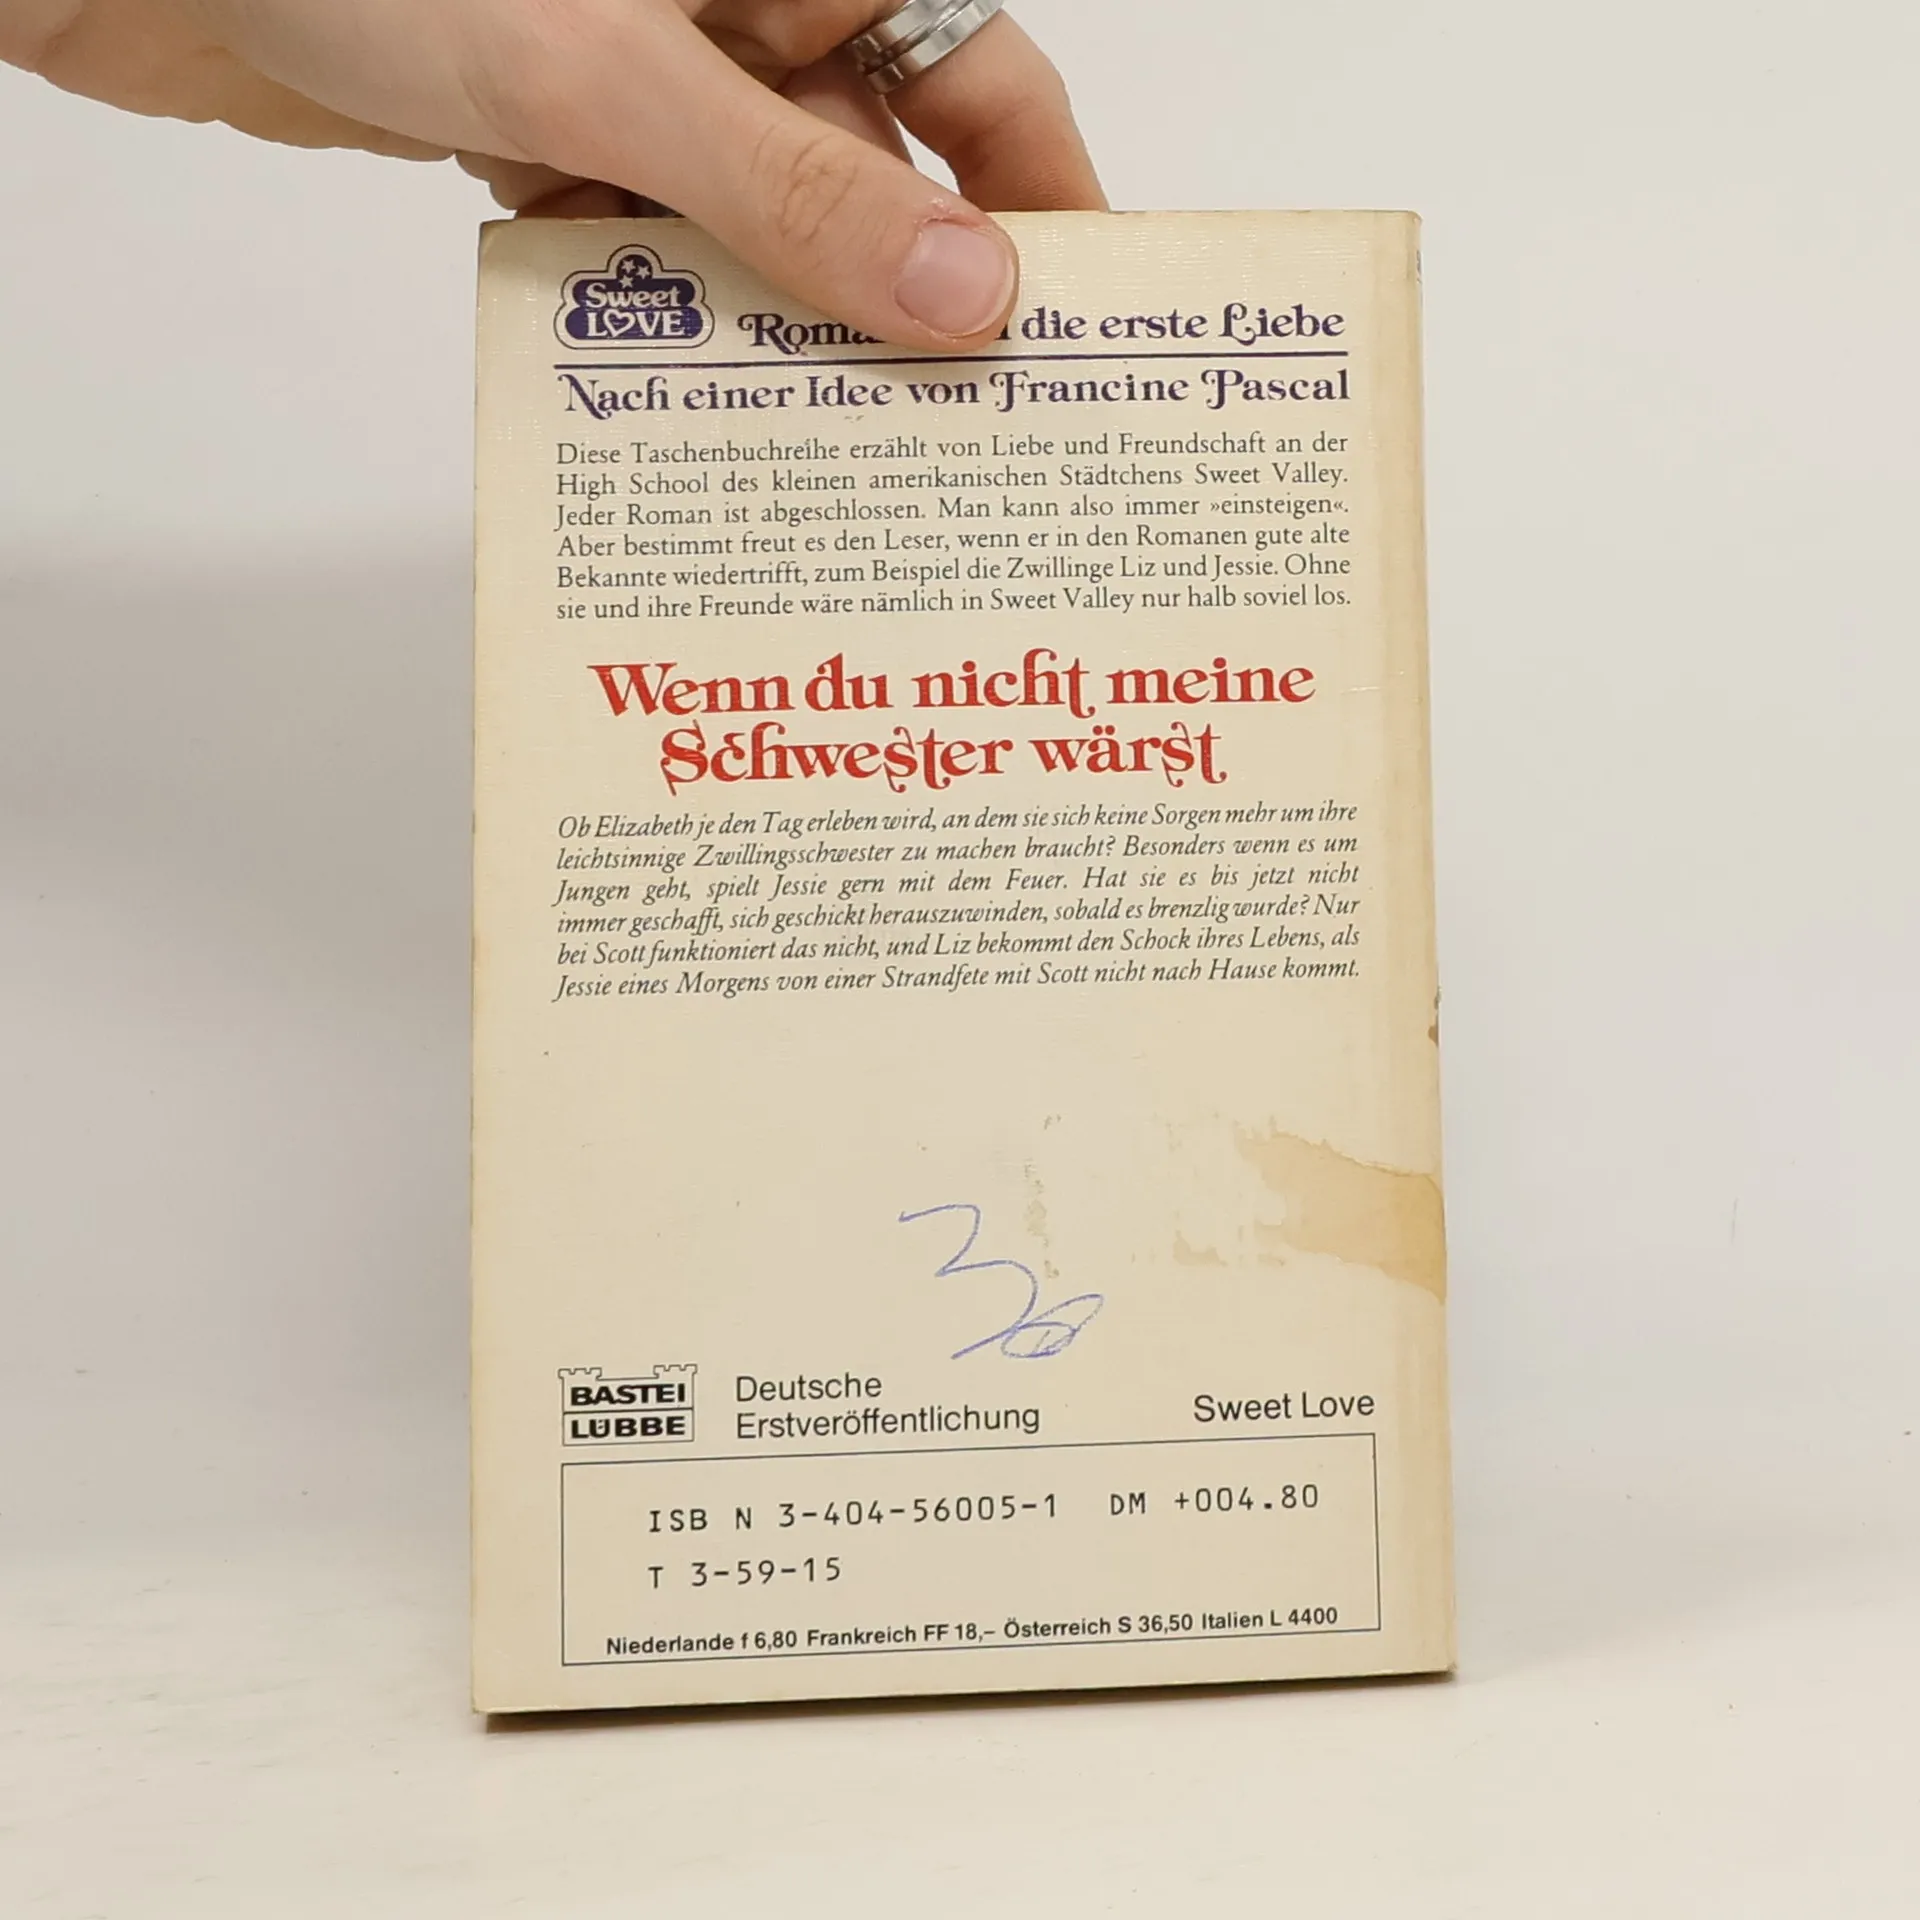 Sweet
LOVE
die erste Liebe
Nach einer Idee von Francine Pascal
Diese Taschenbuchreihe erzählt von Liebe und Freundschaft an der
High School des kleinen amerikanischen Städtchens Sweet Valley.
Jeder Roman ist abgeschlossen. Man kann also immer »einsteigen«.
Aber bestimmt freut es den Leser, wenn er in den Romanen gute alte
Bekannte wiedertrifft, zum Beispiel die Zwillinge Liz und Jessie. Ohne
sie und ihre Freunde wäre nämlich in Sweet Valley nur halb soviel los.
Wenn du nicht meine
Schwester wärst
Ob Elizabeth je den Tag erleben wird, an dem sie sich keine Sorgen mehr um ihre
leichtsinnige Zwillingsschwester zu machen braucht? Besonders wenn es um
Jungen geht, spielt Jessie gern mit dem Feuer. Hat sie es bis jetzt nicht
immer geschafft, sich geschickt herauszuwinden, sobald es brenzlig wurde? Nur
bei Scott funktioniert das nicht, und Liz bekommt den Schock ihres Lebens, als
Jessie eines Morgens von einer Strandfete mit Scott nicht nach Hause kommt.
BASTEI
LÜBBE
Deutsche
Erstveröffentlichung
Sweet Love
ISB N 3-404-56005-1 DM +004.80
T 3-59-15
Niederlande f 6,80 Frankreich FF 18,– Österreich S 36,50 Italien L 4400